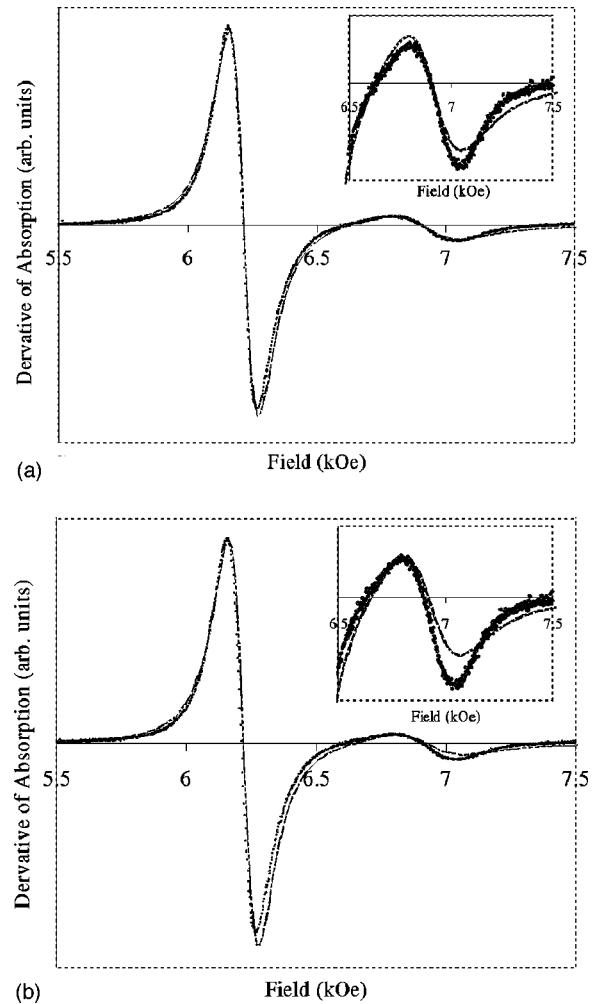 (a)
Dervative of Absorption (arb. units)
5.5 6 6.5 7 7.5
Field (kOe)
6.5 7 7.5
Field (kOe)
(b)
Dervative of Absorption (arb. units)
5.5 6 6.5 7 7.5
Field (kOe)
6.5 7 7.5
Field (kOe)